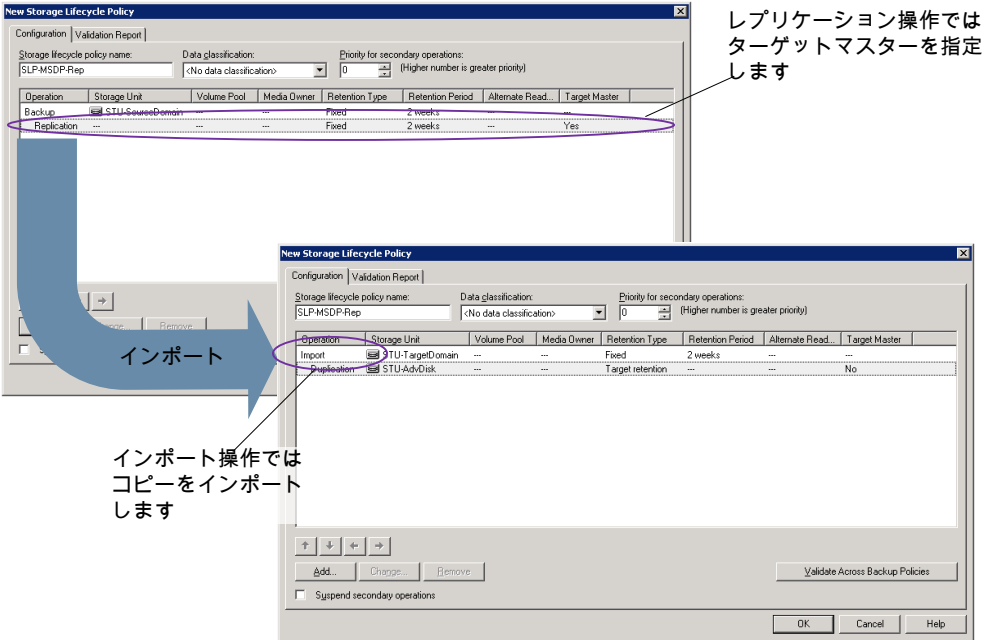 New Storage Lifecycle Policy
Configuration Validation Report
Storage lifecycle policy name: Data classification: Priority for secondary operations:
SLP-MSDP-Rep <No data classification> 0 (Higher number is greater priority)
Operation Storage Unit Volume Pool Media Owner Retention Type Retention Period Alternate Read... Target Master
Backup STU-SourceDomain --- --- Fixed 2 weeks --- ---
Replication --- --- --- Fixed 2 weeks --- Yes
レプリケーション操作では
ターゲットマスターを指定
します
Remove
インポート
New Storage Lifecycle Policy
Configuration Validation Report
Storage lifecycle policy name: Data classification: Priority for secondary operations:
SLP-MSDP-Rep <No data classification> 0 (Higher number is greater priority)
Operation Storage Unit Volume Pool Media Owner Retention Type Retention Period Alternate Read... Target Master
Import STU-TargetDomain --- --- Fixed 2 weeks --- ---
Duplication STU-AdvDisk --- --- Target retention --- --- No
インポート操作では
コピーをインポート
します
Add... Change... Remove Validate Across Backup Policies
Suspend secondary operations
OK Cancel Help